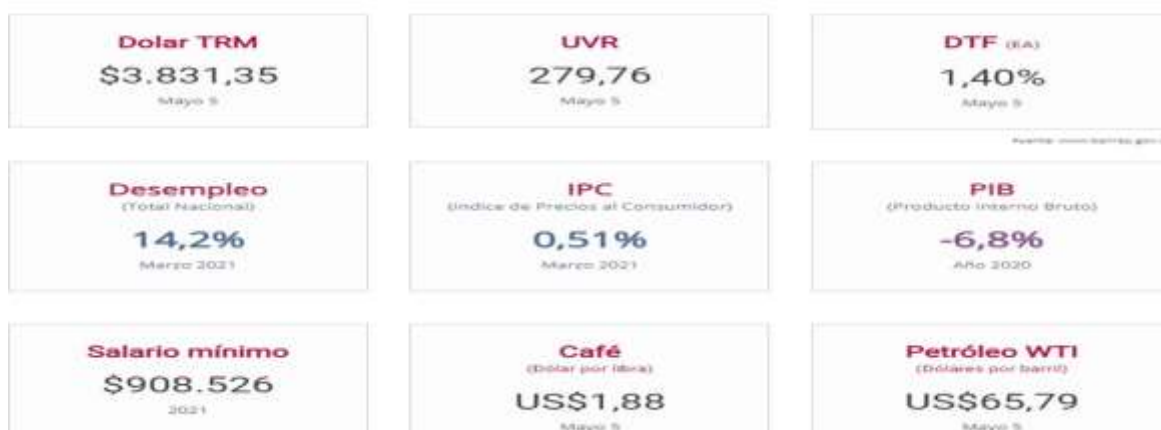 Dolar TRM
$3.831,35
Mayo 5
UVR
279,76
Mayo 5
DTF (EA)
1,40%
Mayo 5
Desempleo
(Total Nacional)
14,2%
Marzo 2021
IPC
(Indice de Precios al Consumidor)
0,51%
Marzo 2021
PIB
(Producto Interno Bruto)
-6,8%
Año 2020
Salario mínimo
$908.526
2021
Café
(Dólar por libra)
US$1,88
Mayo 5
Petróleo WTI
(Dólares por barril)
US$65,79
Mayo 5